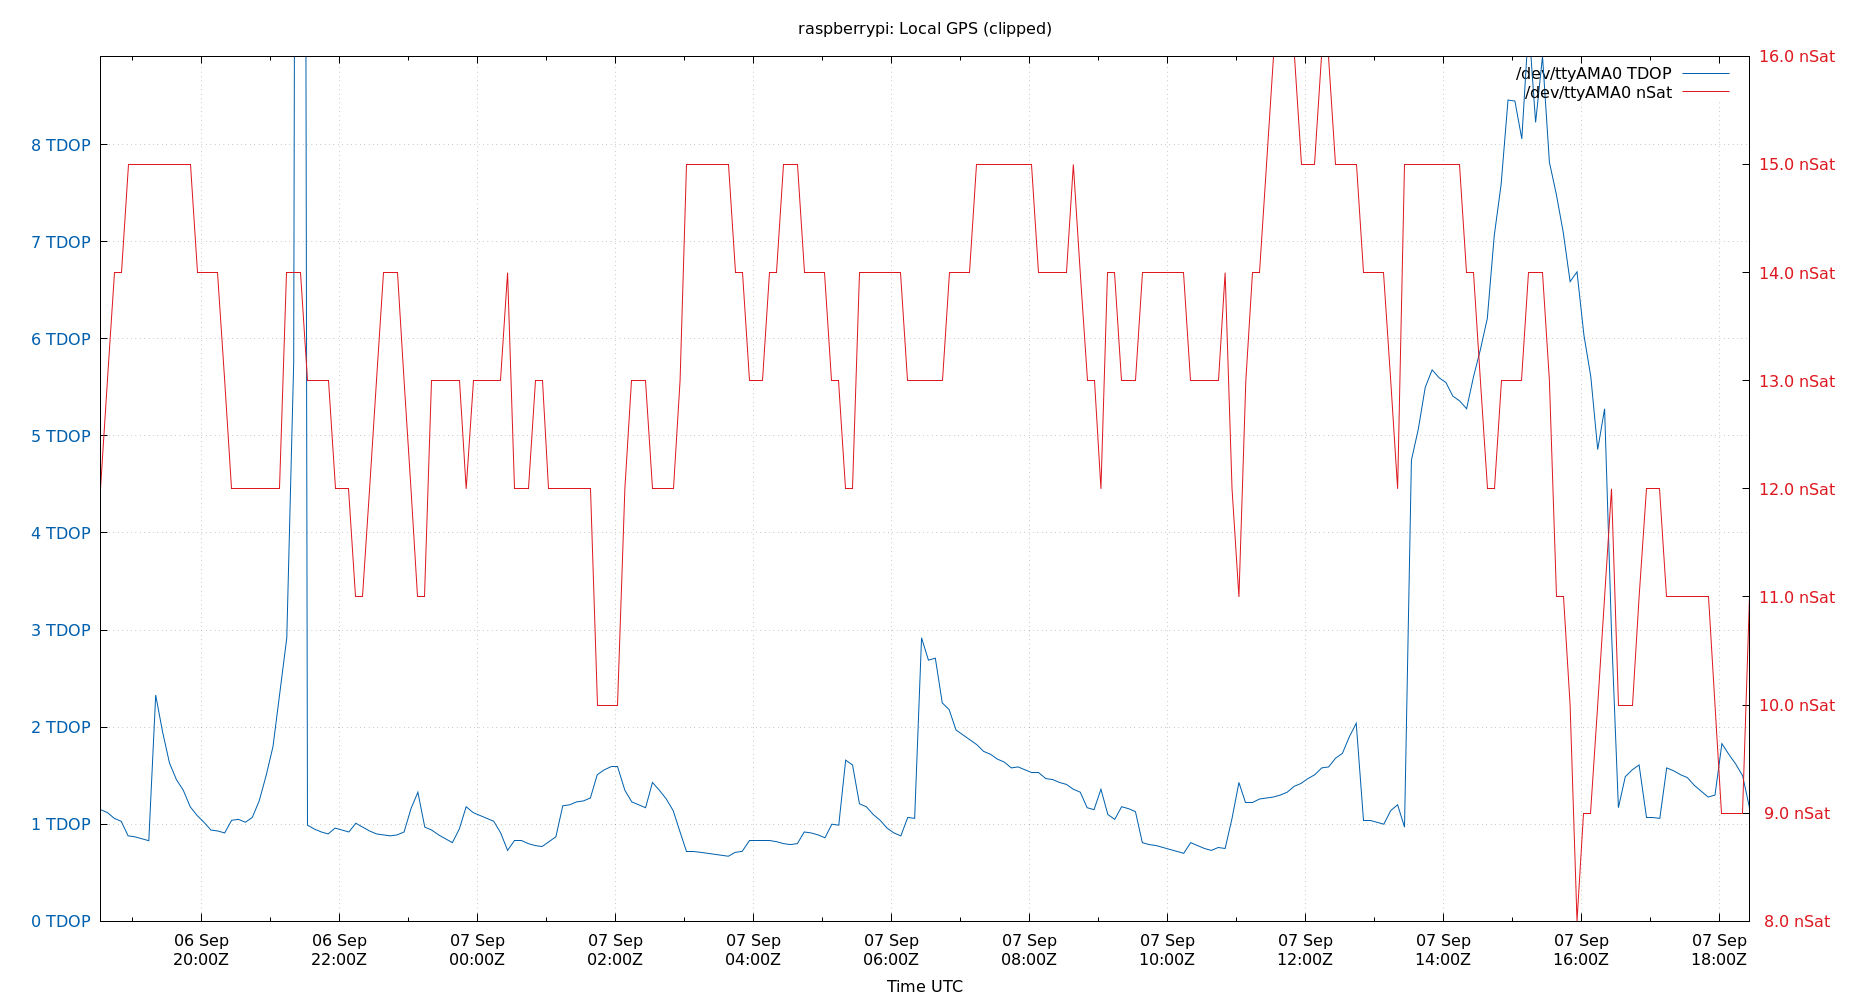 raspberrypi: Local GPS (clipped)
16.0 nSat
/dev/ttyAMA0 TDOP
/dev/ttyAMA0 nSat
8 TDOP
15.0 nSat
7 TDOP
14.0 nSat
6 TDOP
13.0 nSat
5 TDOP
12.0 nSat
4 TDOP
11.0 nSat
3 TDOP
10.0 nSat
2 TDOP
9.0 nSat
1 TDOP
0 TDOP
8.0 nSat
06 Sep 06 Sep 07 Sep 07 Sep 07 Sep 07 Sep 07 Sep 07 Sep 07 Sep 07 Sep 07 Sep 07 Sep
20:00Z 22:00Z 00:00Z 02:00Z 04:00Z 06:00Z 08:00Z 10:00Z 12:00Z 14:00Z 16:00Z 18:00Z
Time UTC